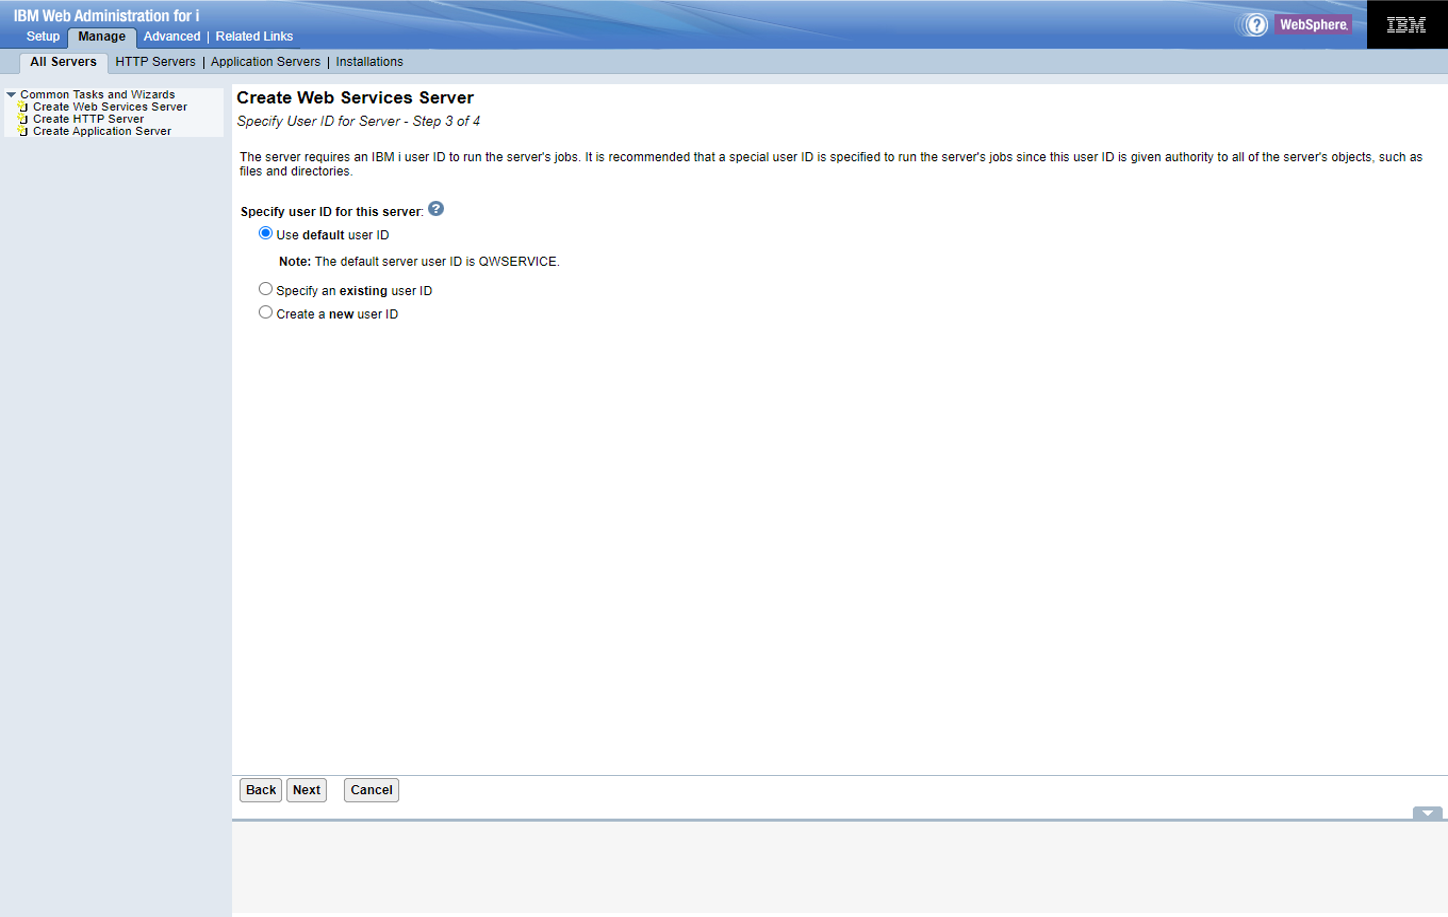 IBM Web Administration for i
Setup Manage Advanced | Related Links
WebSphere.
IBM
All Servers HTTP Servers | Application Servers | Installations
Common Tasks and Wizards
Create Web Services Server
Create HTTP Server
Create Application Server
Create Web Services Server
Specify User ID for Server - Step 3 of 4
The server requires an IBM i user ID to run the server's jobs. It is recommended that a special user ID is specified to run the server's jobs since this user ID is given authority to all of the server's objects, such as
files and directories.
Specify user ID for this server: ?
Use default user ID
Note: The default server user ID is QWSERVICE.
Specify an existing user ID
Create a new user ID
Back Next Cancel